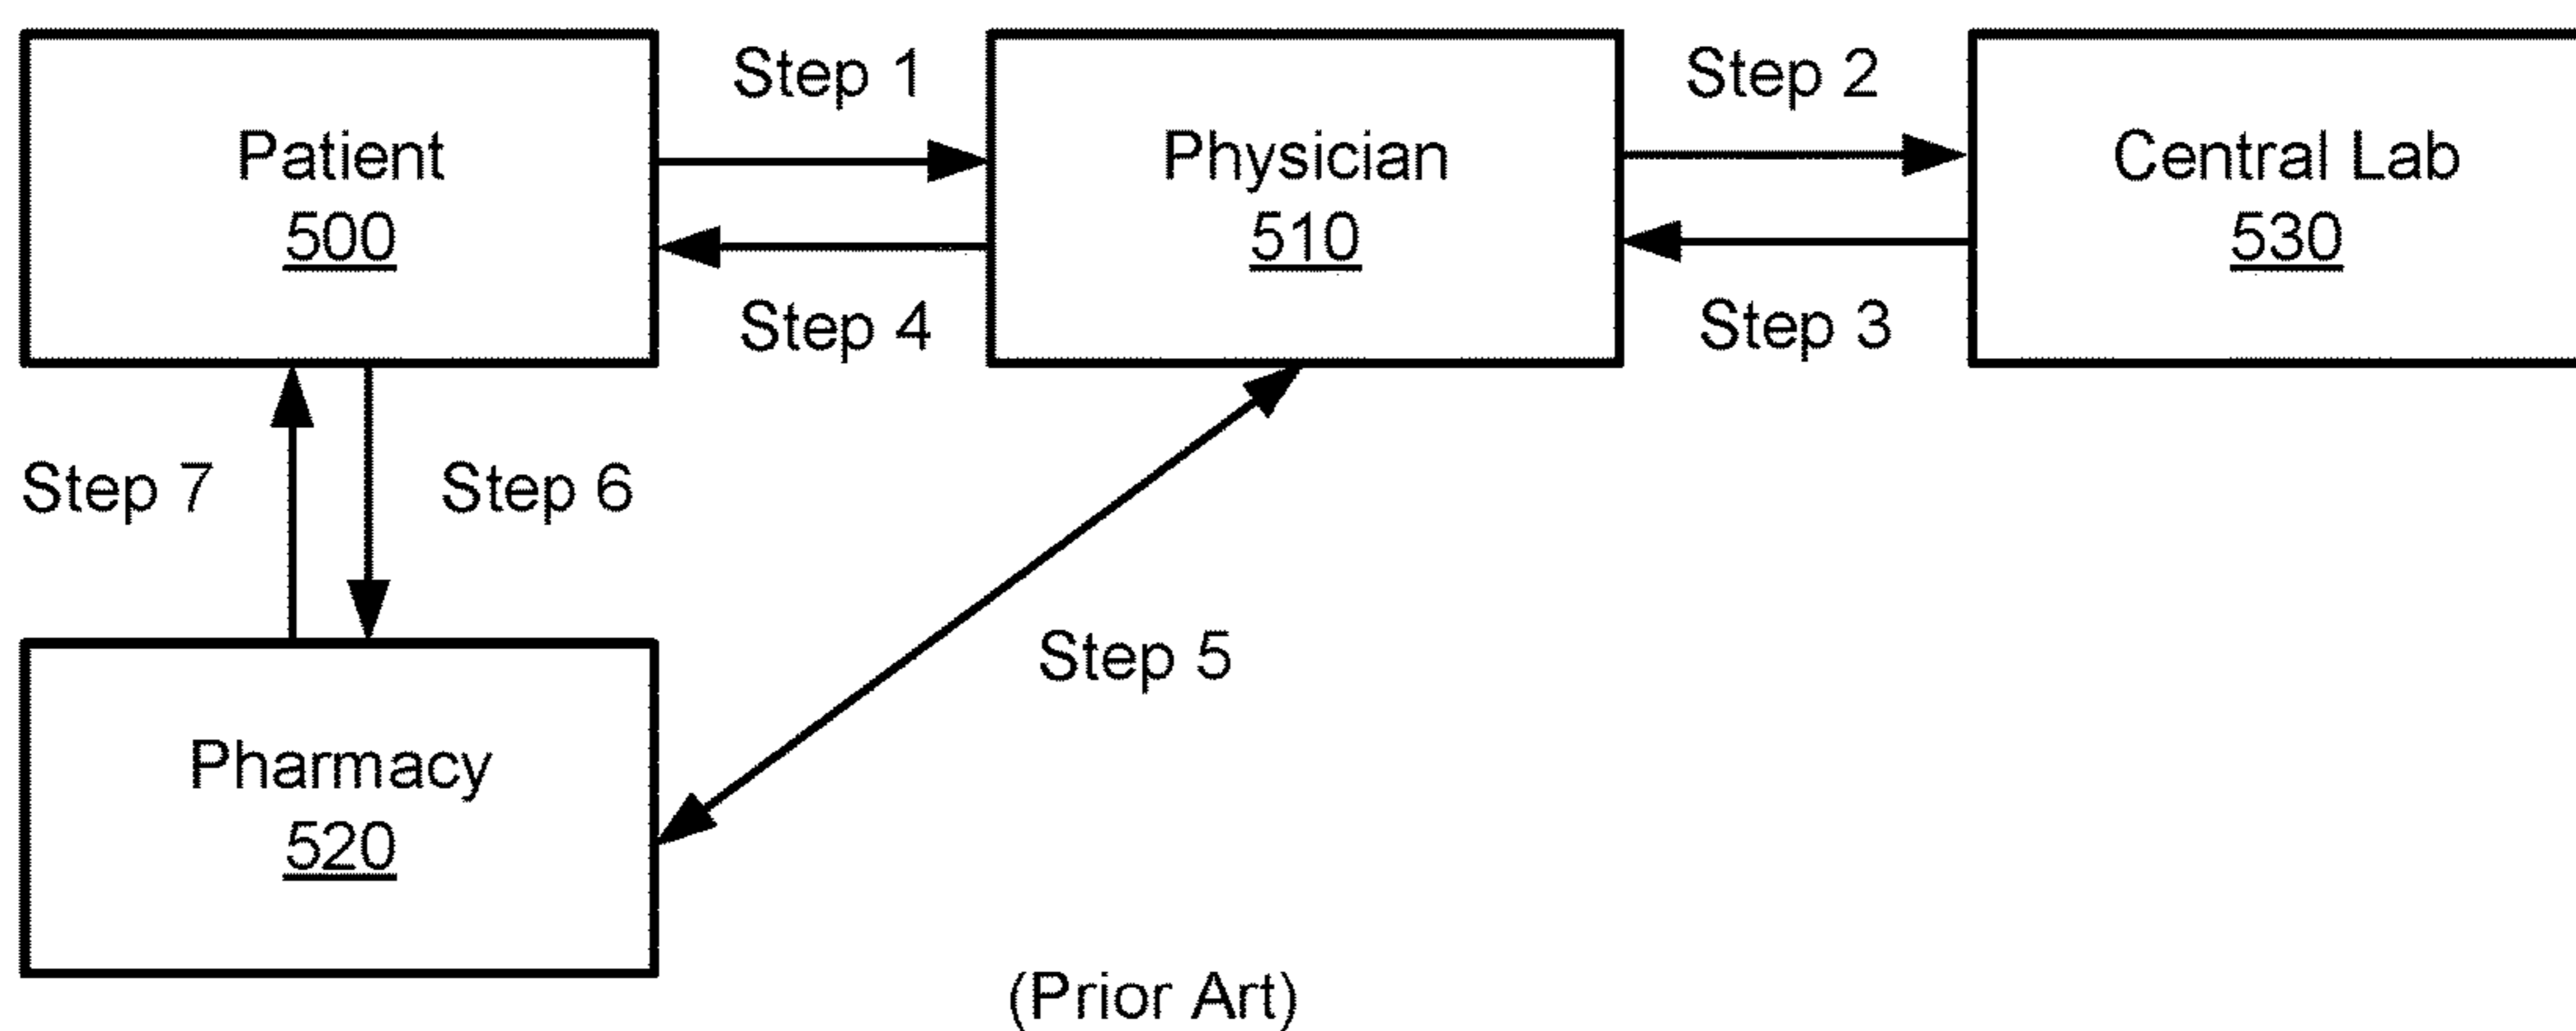 Patient
500
Step 1
Physician
510
Step 2
Central Lab
530
Step 4
Step 3
Step 7
Step 6
Step 5
Pharmacy
520
(Prior Art)